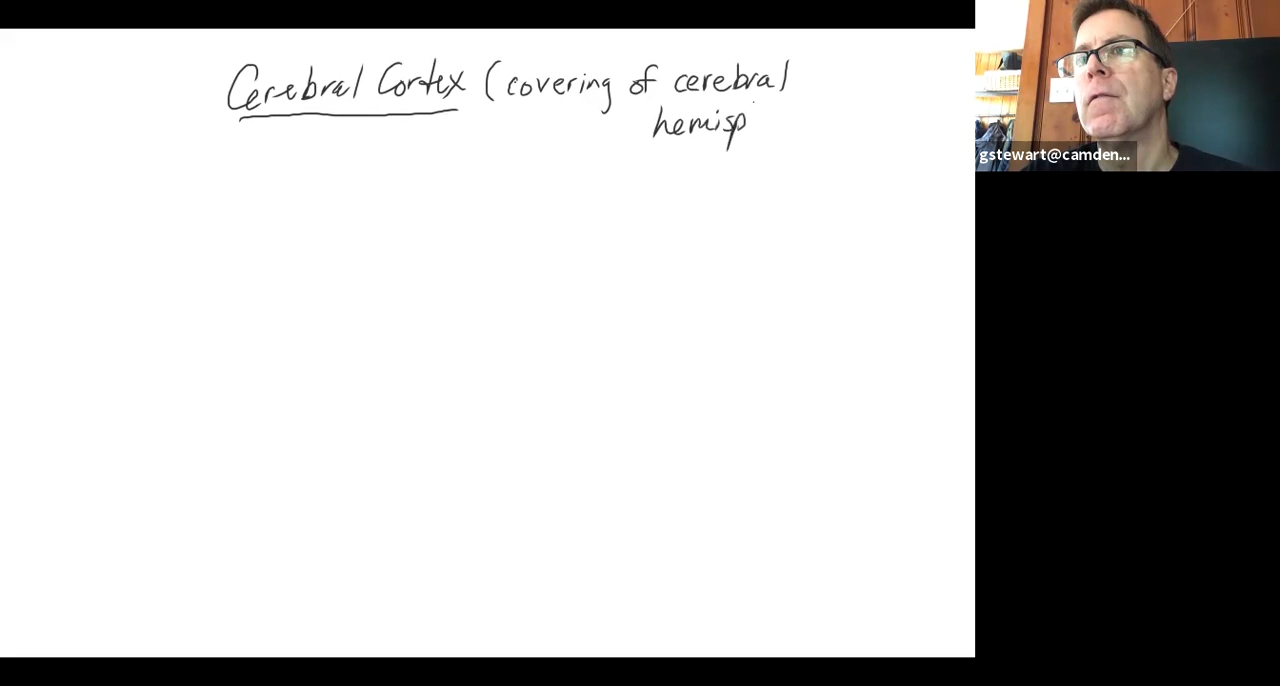 Cerebral Cortex (covering of cerebral
hemisp
gstewart@camden...